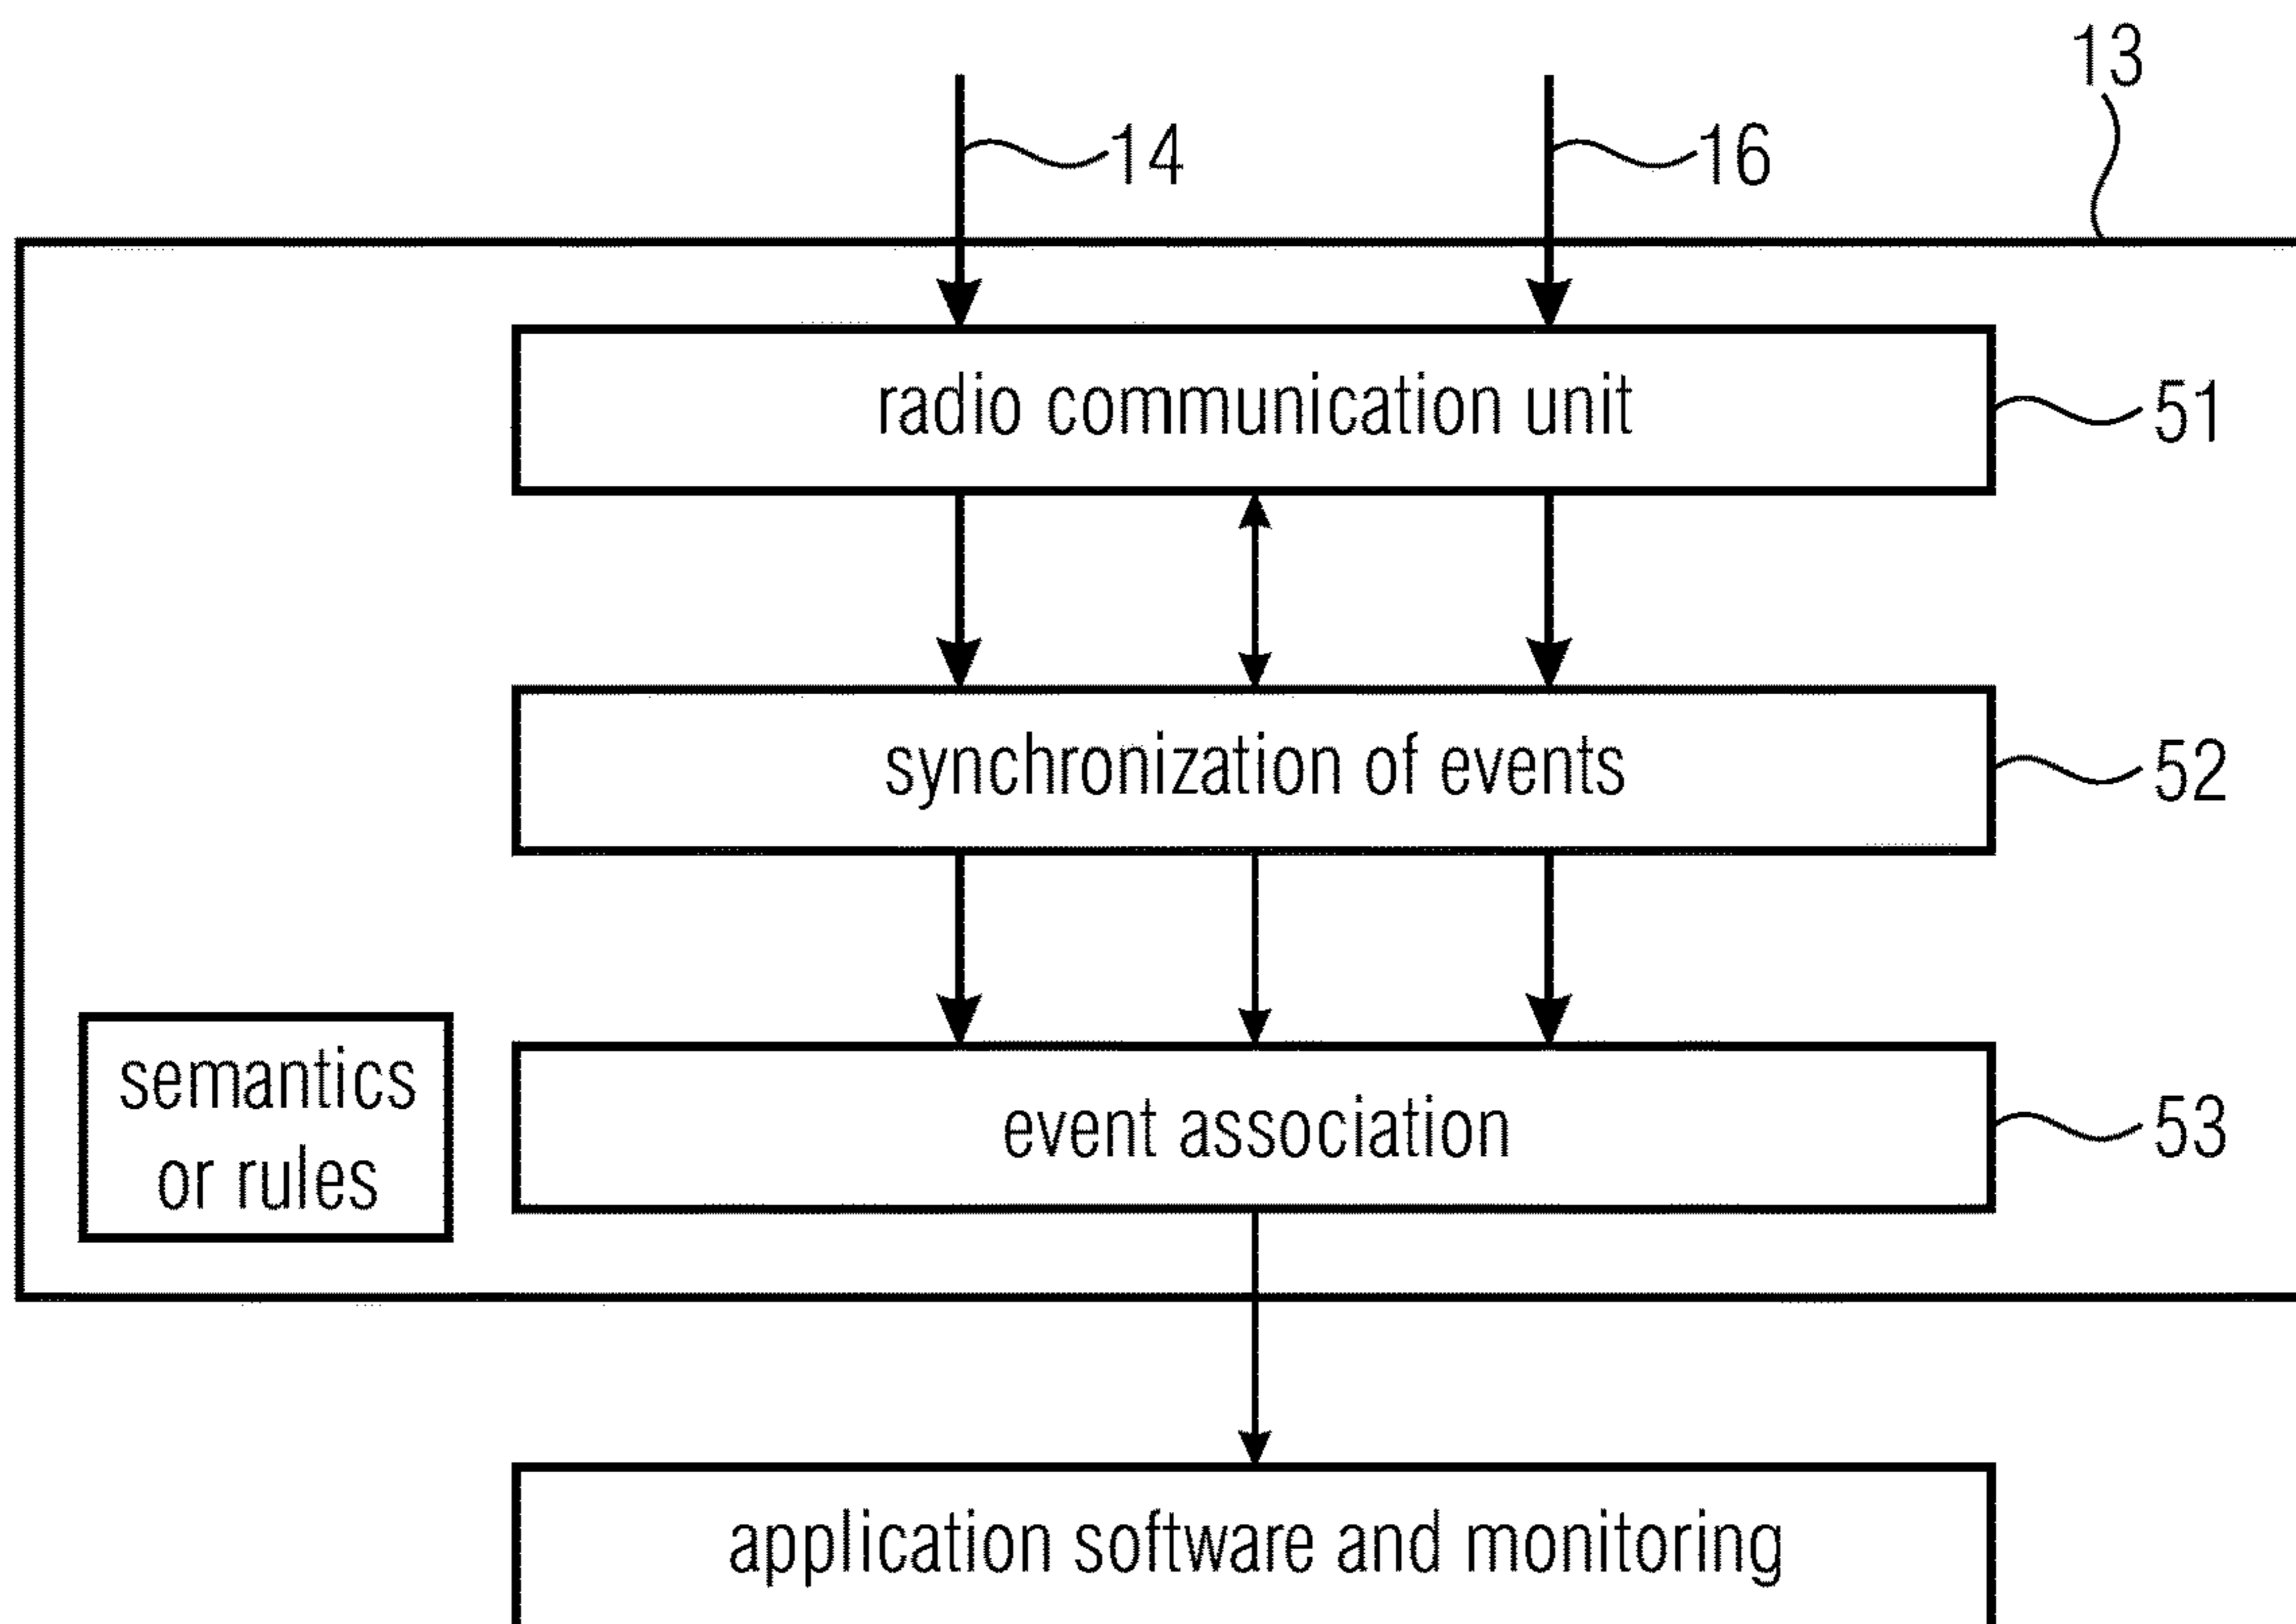 13
14
16
radio communication unit
51
synchronization of events
52
semantics
or rules
event association
53
application software and monitoring